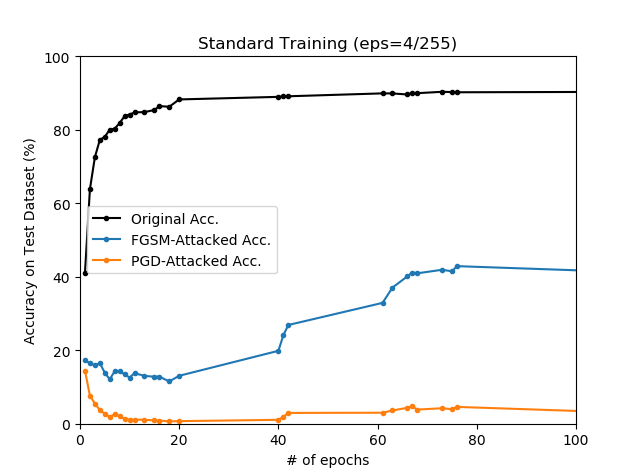 Standard Training (eps=4/255)
Accuracy on Test Dataset (%)
100
80
60
40
20
0
Original Acc.
FGSM-Attacked Acc.
PGD-Attacked Acc.
0 20 40 60 80 100
# of epochs